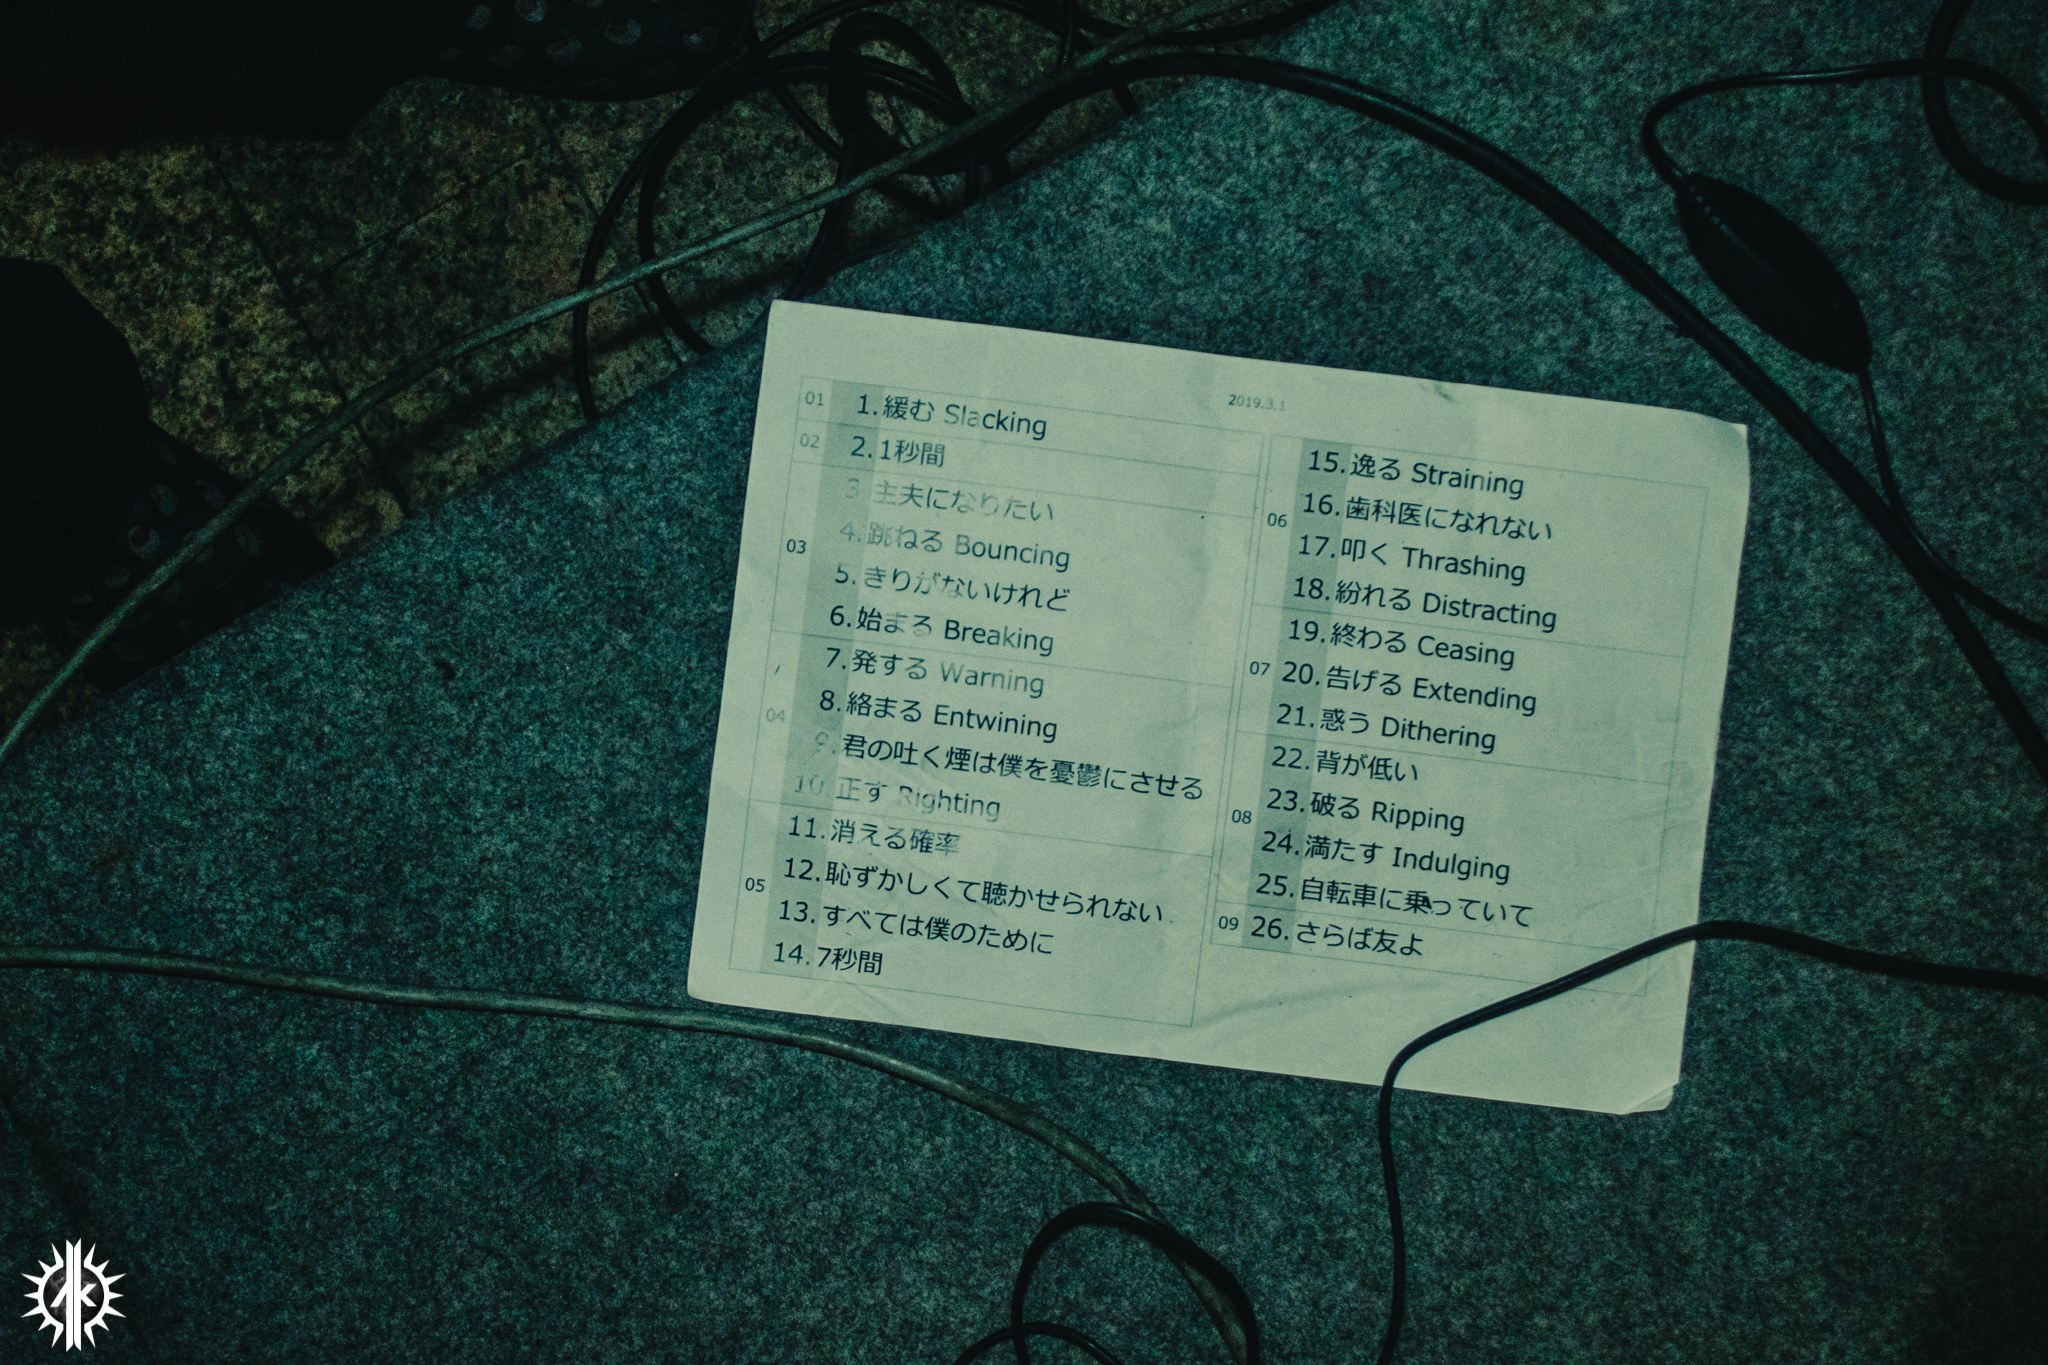 2019.3.1
01
1.緩む Slacking
02
2.1秒間
3 主夫になりたい
4.跳ねる Bouncing
03
5.きりがないけれど
6.始まる Breaking
/
7.発する Warning
8.絡まる Entwining
04
9.君の吐く煙は僕を憂鬱にさせる
10.正す Righting
11.消える確率
12.恥ずかしくて聴かせられない
05
13.すべては僕のために
14.7秒間
15.逸る Straining
16.歯科医になれない
06
17.叩く Thrashing
18.紛れる Distracting
19.終わる Ceasing
07
20.告げる Extending
21.惑う Dithering
22.背が低い
23.破る Ripping
08
24.満たす Indulging
25.自転車に乗っていて
09
26.さらば友よ